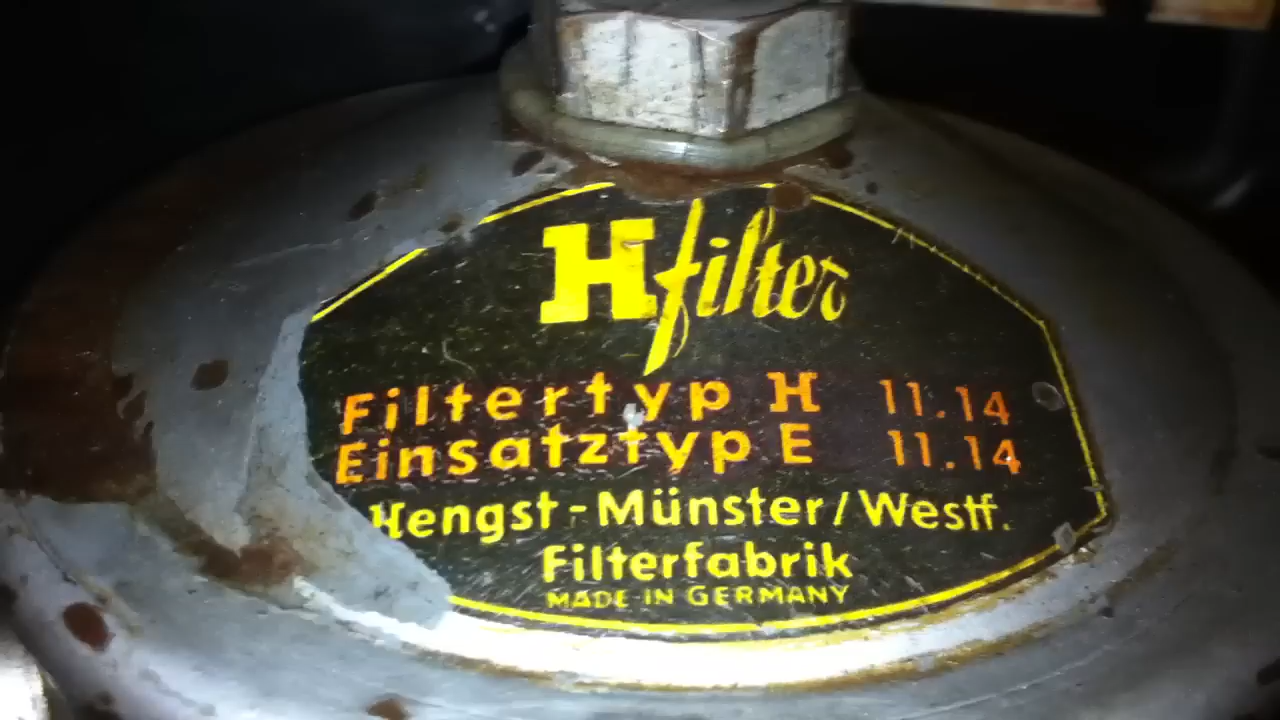 Hfilter
Filtertyp H 11.14
Einsatztyp E 11.14
Hengst-Münster/Westf.
Filterfabrik
MADE IN GERMANY